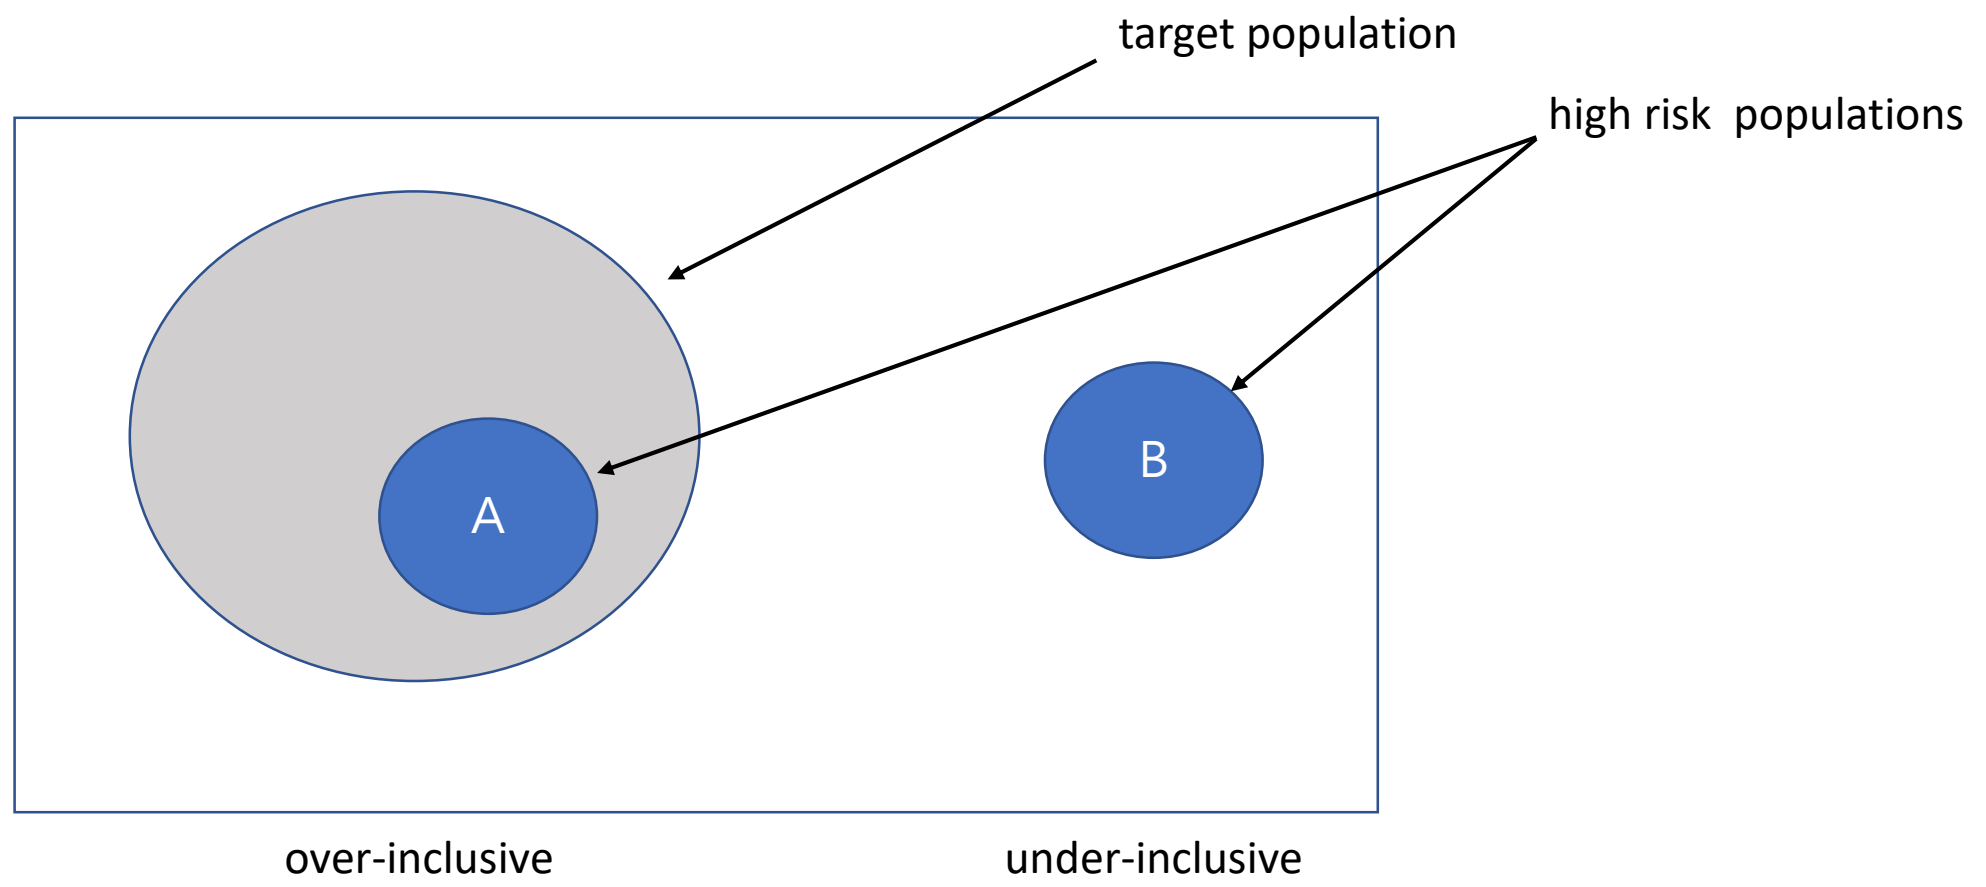 target population
high risk  populations
B
A
over-inclusive
under-inclusive